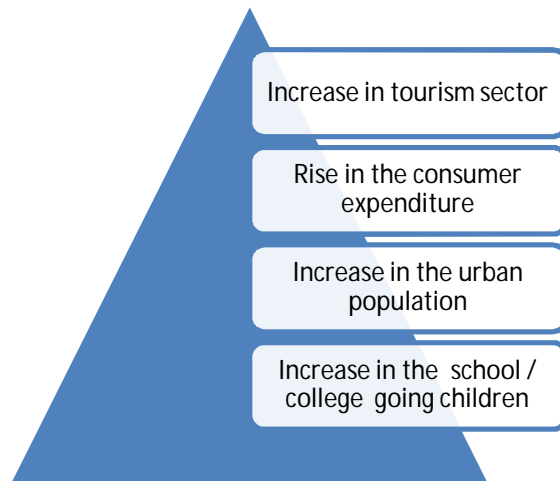 Increase in tourism sector
Rise in the consumer
expenditure
Increase in the urban
population
Increase in the school /
college going children